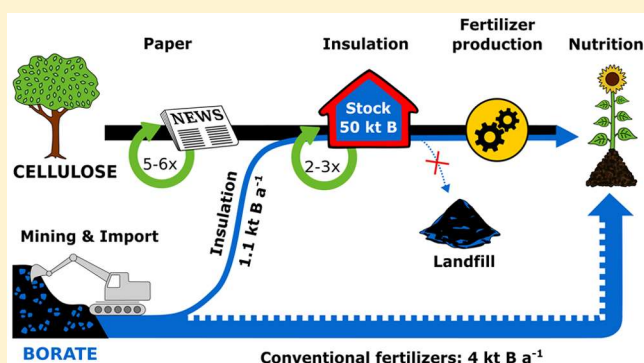 Paper
Insulation
Fertilizer
production
Nutrition
NEWS
Stock
50 kt B
5-6x
2-3x
CELLULOSE
Insulation
1.1 kt B a⁻¹
Mining & Import
Landfill
BORATE
Conventional fertilizers: 4 kt B a⁻¹